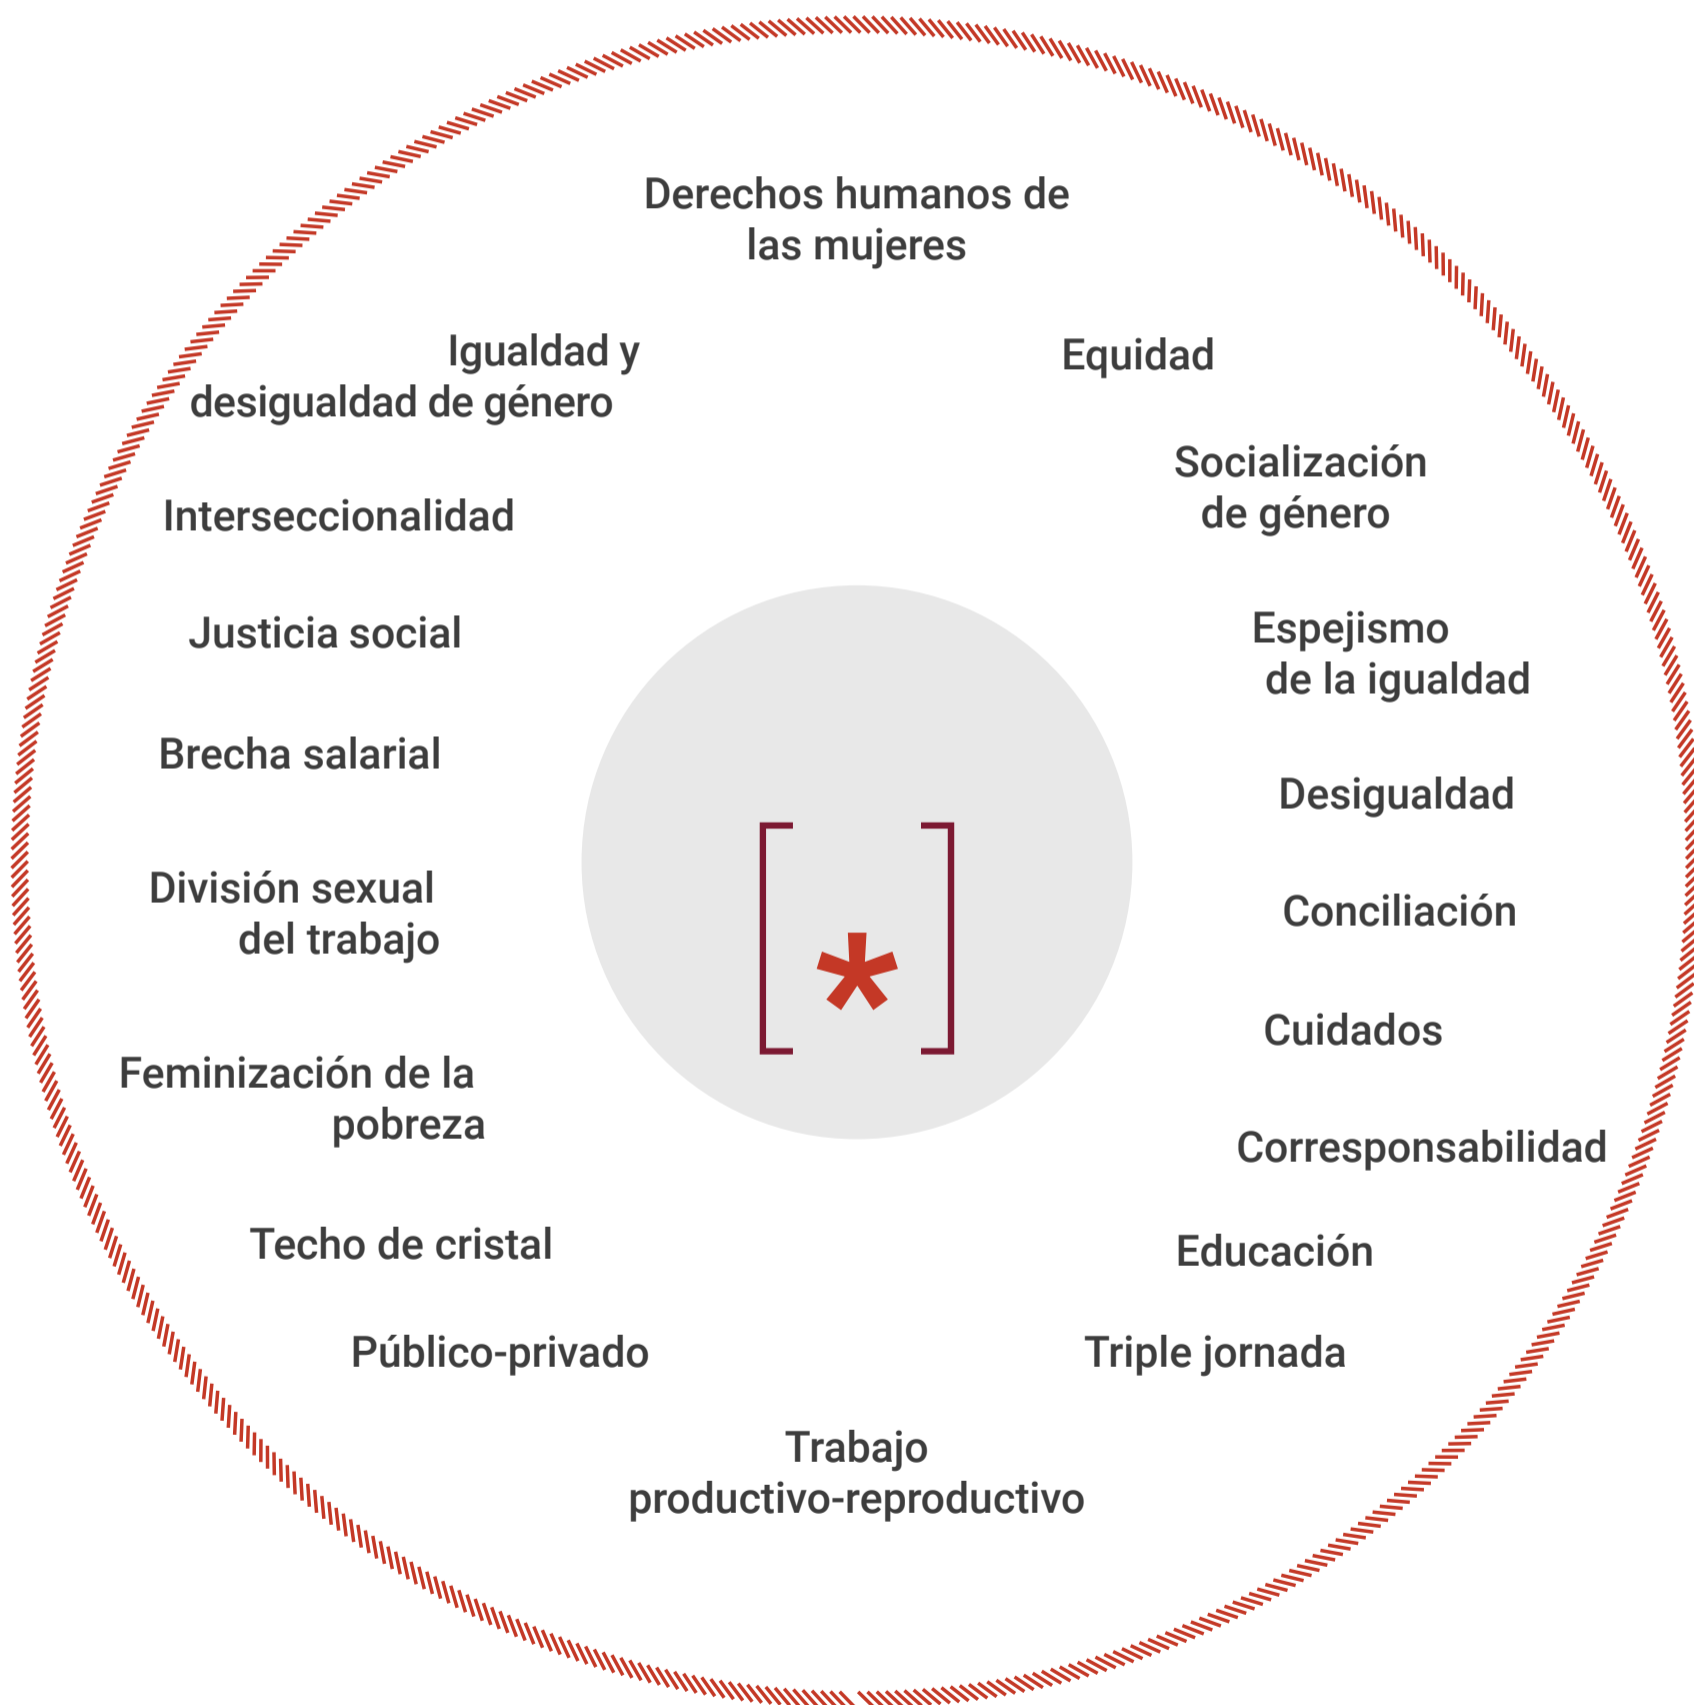 Derechos humanos de
las mujeres
Equidad
Socialización
de género
Espejismo
de la igualdad
Desigualdad
Conciliación
Cuidados
Corresponsabilidad
Educación
Triple jornada
Trabajo
productivo-reproductivo
Público-privado
Techo de cristal
Feminización de la
pobreza
División sexual
del trabajo
Brecha salarial
Justicia social
Interseccionalidad
Igualdad y
desigualdad de género
[*]